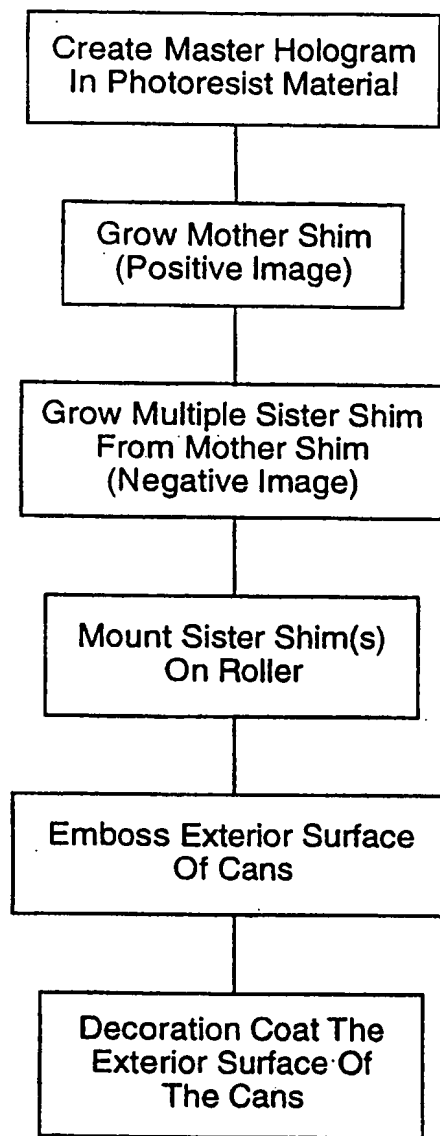 Create Master Hologram
In Photoresist Material
Grow Mother Shim
(Positive Image)
Grow Multiple Sister Shim
From Mother Shim
(Negative Image)
Mount Sister Shim(s)
On Roller
Emboss Exterior Surface
Of Cans
Decoration Coat The
Exterior Surface Of
The Cans